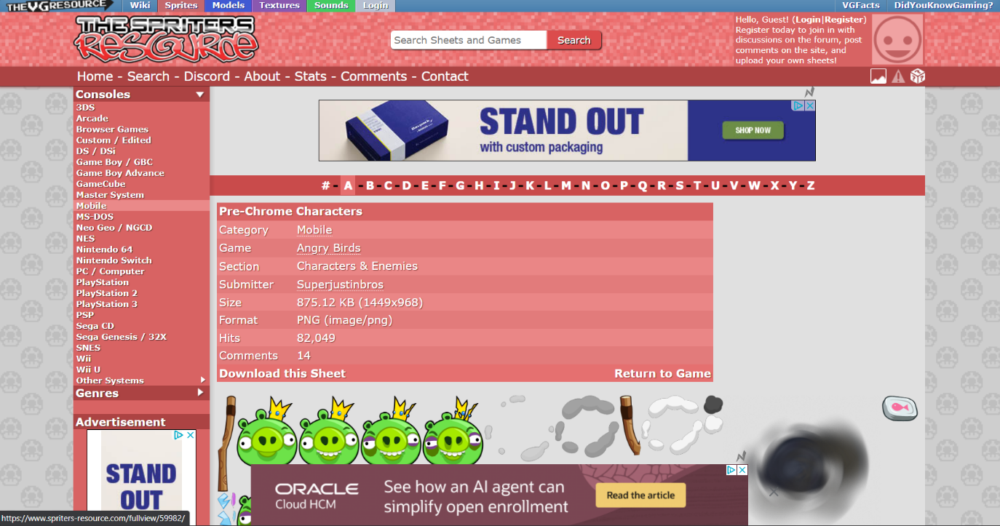 THE VG RESOURCE Wiki Sprites Models Textures Sounds Login VGFacts DidYouKnowGaming?
THE SPRITERS
RESOURCE
Search Sheets and Games Search
Hello, Guest! (Login|Register)
Register today to join in with
discussions on the forum, post
comments on the site, and
upload your own sheets!
Home - Search - Discord - About - Stats - Comments - Contact
Consoles
3DS
Arcade
Browser Games
Custom / Edited
DS / DSi
Game Boy / GBC
Game Boy Advance
GameCube
Master System
Mobile
MS-DOS
Neo Geo / NGCD
NES
Nintendo 64
Nintendo Switch
PC / Computer
PlayStation
PlayStation 2
PlayStation 3
PSP
Sega CD
Sega Genesis / 32X
SNES
Wii
Wii U
Other Systems
Genres
Advertisement
STAND
OUT
STAND OUT
with custom packaging
SHOP NOW
# - A - B - C - D - E - F - G - H - I - J - K - L - M - N - O - P - Q - R - S - T - U - V - W - X - Y - Z
Pre-Chrome Characters
Category Mobile
Game Angry Birds
Section Characters & Enemies
Submitter Superjustinbros
Size 875.12 KB (1449x968)
Format PNG (image/png)
Hits 82,049
Comments 14
Download this Sheet Return to Game
ORACLE
Cloud HCM
See how an AI agent can
simplify open enrollment
Read the article
https://www.spriters-resource.com/fullview/59982/